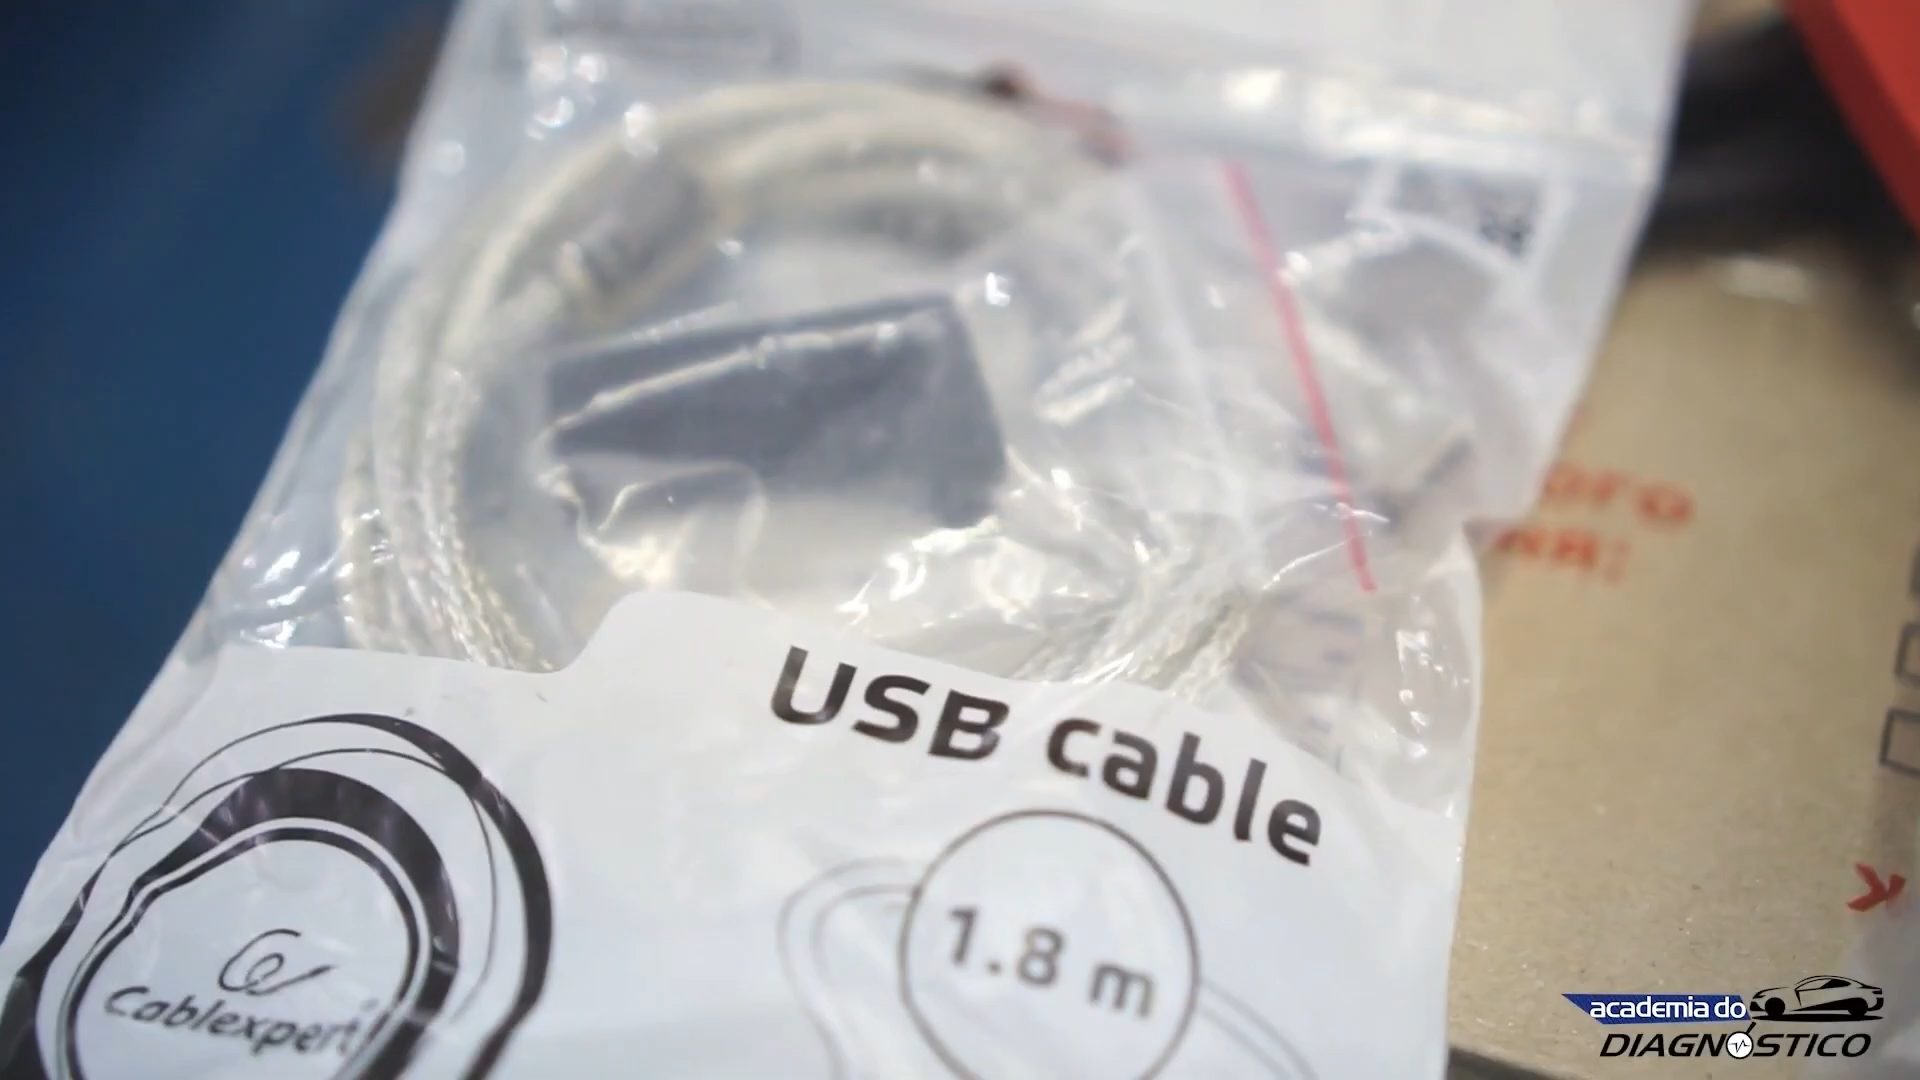 USB cable
1.8 m
Cablexpert
academia do
DIAGNOSTICO